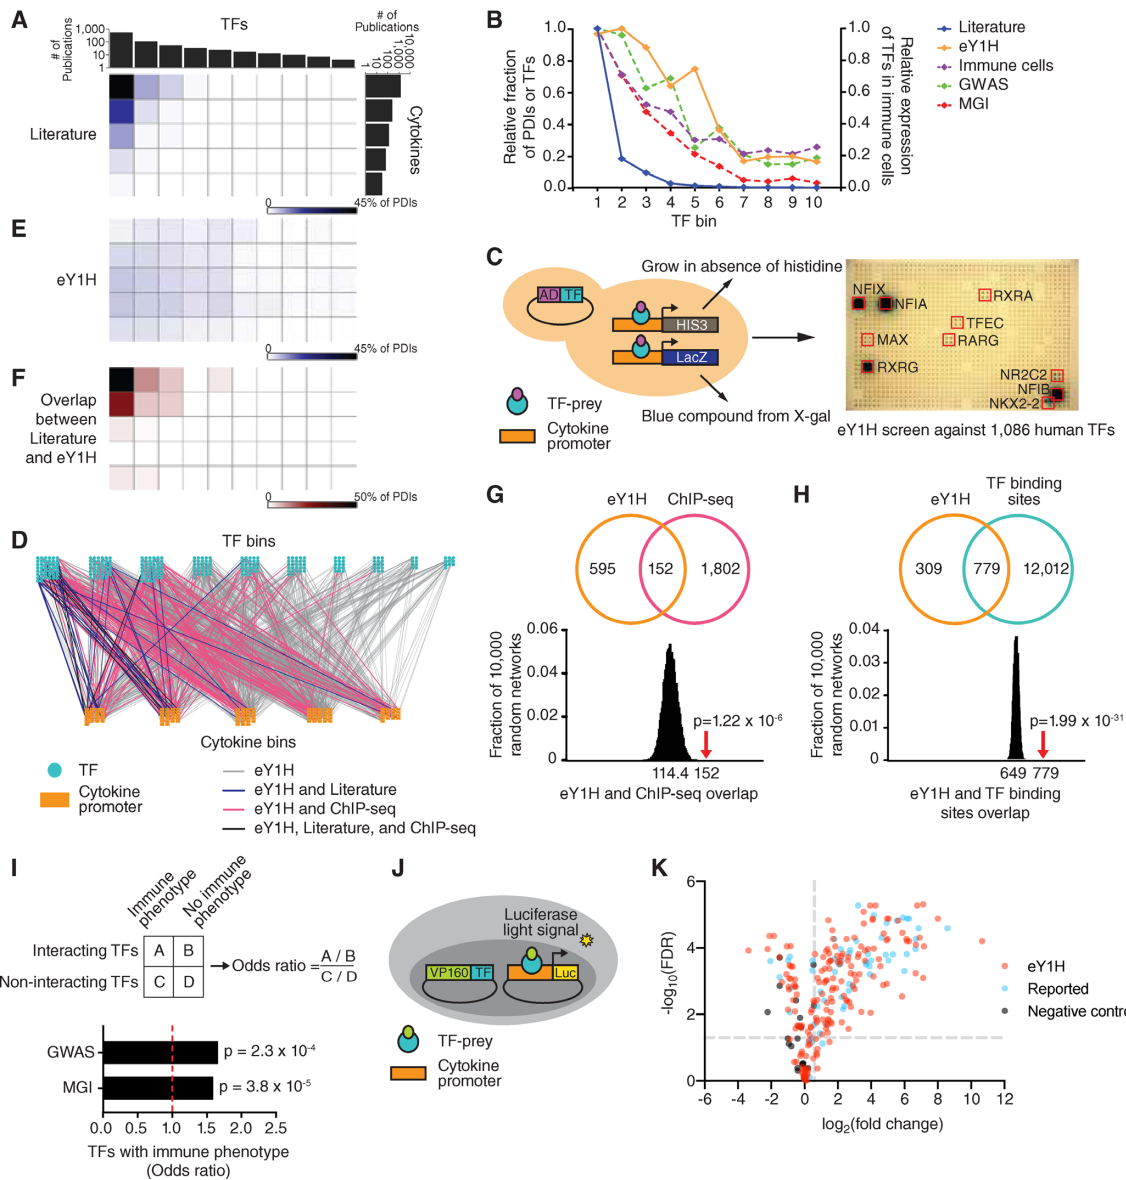 A
TFs
# of
Publications
1,000
100
1
# of
Publications
1
10
100
1,000
10,000
Literature
Cytokines
0
45% of PDIs
B
Relative fraction
of PDIs or TFs
1.0
0.8
0.6
0.4
0.2
0.0
1 2 3 4 5 6 7 8 9 10
TF bin
1.0
0.8
0.6
0.4
0.2
0.0
Relative expression
of TFs in immune cells
Literature
eY1H
Immune cells
GWAS
MGI
E
eY1H
0
45% of PDIs
C
AD TF
HIS3
LacZ
Grow in absence of histidine
Blue compound from X-gal
TF-prey
Cytokine
promoter
NFIX
NFIA
RXRA
TFEC
MAX
RARG
RXRG
NR2C2
NFIB
NKX2-2
eY1H screen against 1,086 human TFs
F
Overlap
between
Literature
and eY1H
0
50% of PDIs
D
TF bins
Cytokine bins
TF
Cytokine
promoter
eY1H
eY1H and Literature
eY1H and ChIP-seq
eY1H, Literature, and ChIP-seq
G
eY1H
ChIP-seq
595
152
1,802
Fraction of 10,000
random networks
0.06
0.04
0.02
0
p=1.22 x 10-6
114.4 152
eY1H and ChIP-seq overlap
H
eY1H
TF binding
sites
309
779
12,012
Fraction of 10,000
random networks
0.04
0.03
0.02
0.01
0
p=1.99 x 10-31
649 779
eY1H and TF binding
sites overlap
I
Immune
phenotype
No immune
phenotype
Interacting TFs
A B
Non-interacting TFs
C D
Odds ratio = A / B
C / D
GWAS
p = 2.3 x 10-4
MGI
p = 3.8 x 10-5
0.0 0.5 1.0 1.5 2.0 2.5
TFs with immune phenotype
(Odds ratio)
J
Luciferase
light signal
VP160 TF
Luc
TF-prey
Cytokine
promoter
K
-log10(FDR)
6
4
2
0
-6 -4 -2 0 2 4 6 8 10 12
log2(fold change)
eY1H
Reported
Negative contro